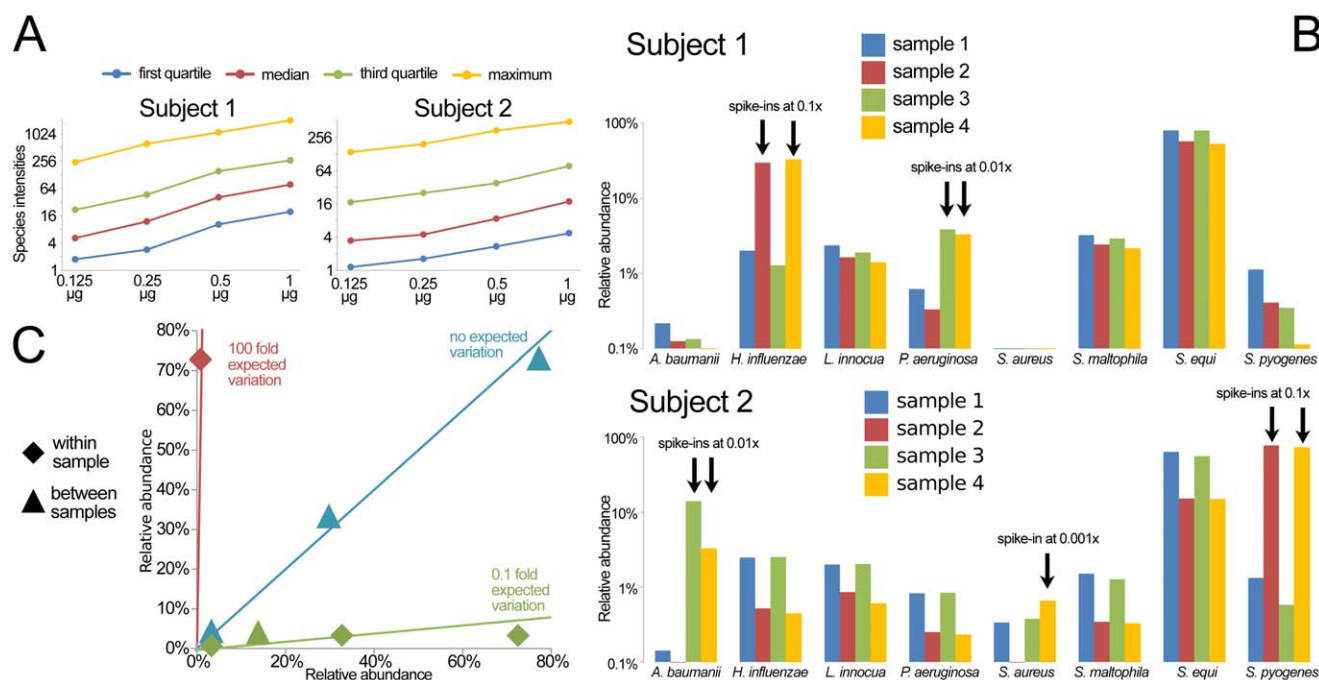 A
first quartile median third quartile maximum
Subject 1 Subject 2
Species intensities
1024
256
64
16
4
1
0.125 µg 0.25 µg 0.5 µg 1 µg
256
64
16
4
1
0.125 µg 0.25 µg 0.5 µg 1 µg
B
Subject 1
sample 1
sample 2
sample 3
sample 4
spike-ins at 0.1x
spike-ins at 0.01x
Relative abundance
100%
10%
1%
0.1%
A. baumanii H. influenzae L. innocua P. aeruginosa S. aureus S. maltophila S. equi S. pyogenes
Subject 2
sample 1
sample 2
sample 3
sample 4
spike-ins at 0.01x
spike-in at 0.001x
spike-ins at 0.1x
Relative abundance
100%
10%
1%
0.1%
A. baumanii H. influenzae L. innocua P. aeruginosa S. aureus S. maltophila S. equi S. pyogenes
C
within
sample
between
samples
Relative abundance
80%
70%
60%
50%
40%
30%
20%
10%
0%
100 fold
expected
variation
no expected
variation
0.1 fold
expected
variation
0% 20% 40% 60% 80%
Relative abundance